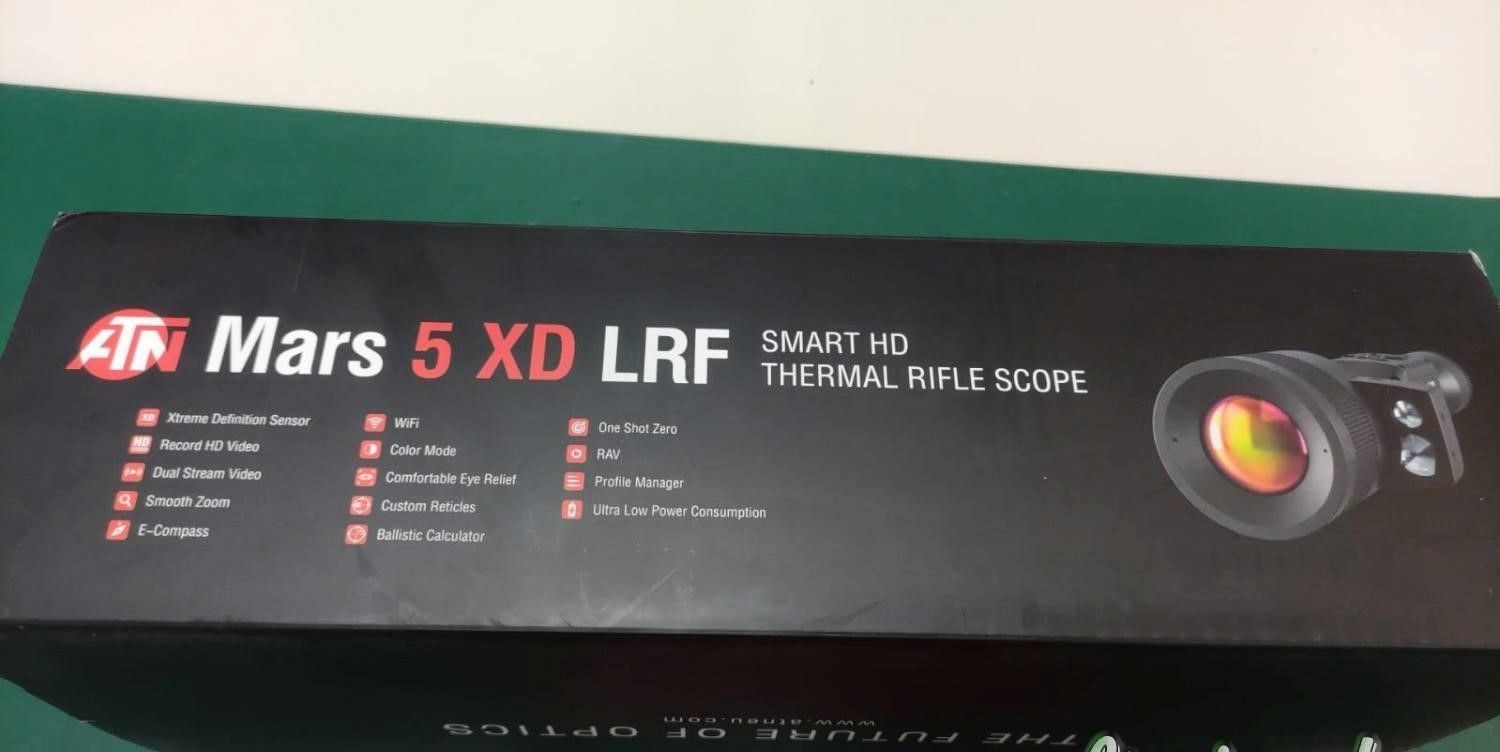 ATN Mars 5 XD LRF
SMART HD
THERMAL RIFLE SCOPE
XD Xtreme Definition Sensor
HD Record HD Video
Dual Stream Video
Smooth Zoom
E-Compass
WiFi
Color Mode
Comfortable Eye Relief
Custom Reticles
Ballistic Calculator
One Shot Zero
RAV
Profile Manager
Ultra Low Power Consumption
www.atneu.com
THE FUTURE OF OPTICS